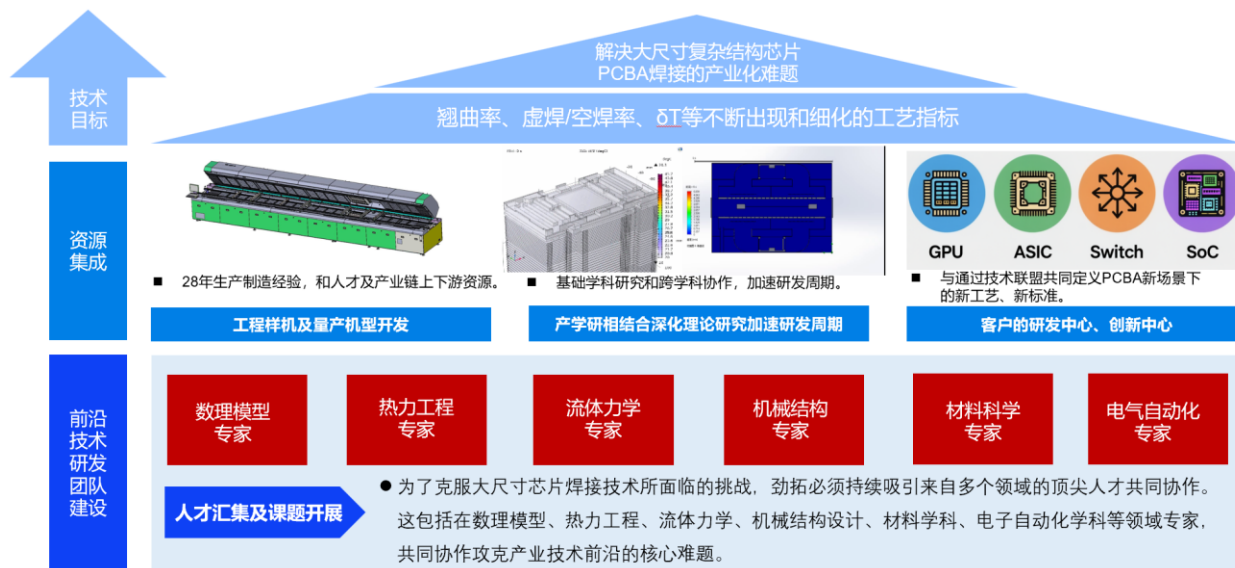 解决大尺寸复杂结构芯片
PCBA焊接的产业化难题
技术
目标
翘曲率、虚焊/空焊率、δT等不断出现和细化的工艺指标
资源
集成
GPU
ASIC
Switch
SoC
■ 28年生产制造经验，和人才及产业链上下游资源。
■ 基础学科研究和跨学科协作，加速研发周期。
■ 与通过技术联盟共同定义PCBA新场景下
的新工艺、新标准。
工程样机及量产机型开发
产学研相结合深化理论研究加速研发周期
客户的研发中心、创新中心
前沿
技术
研发
团队
建设
数理模型
专家
热力工程
专家
流体力学
专家
机械结构
专家
材料科学
专家
电气自动化
专家
人才汇集及课题开展
● 为了克服大尺寸芯片焊接技术所面临的挑战，劲拓必须持续吸引来自多个领域的顶尖人才共同协作。
这包括在数理模型、热力工程、流体力学、机械结构设计、材料学科、电子自动化学科等领域专家，
共同协作攻克产业技术前沿的核心难题。